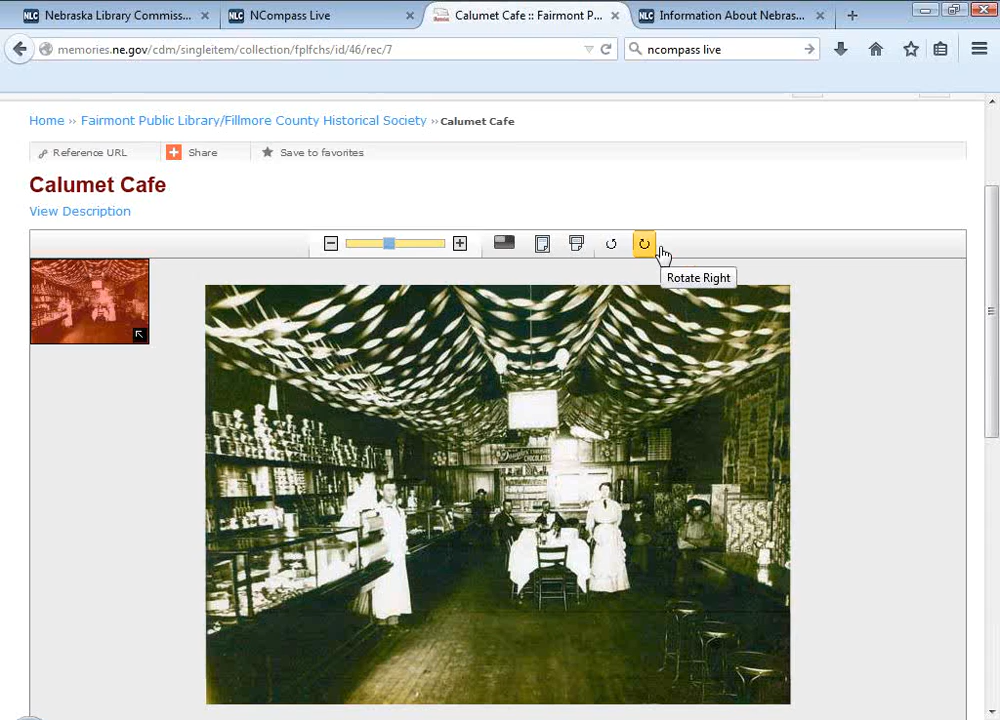 Nebraska Library Commiss... NCompass Live Calumet Cafe :: Fairmont P... Information About Nebras...
memories.ne.gov/cdm/singleitem/collection/fplfchs/id/46/rec/7 ncompass live
Home ›› Fairmont Public Library/Fillmore County Historical Society ›› Calumet Cafe
Reference URL Share Save to favorites
Calumet Cafe
View Description
Rotate Right
CHOCOLATES